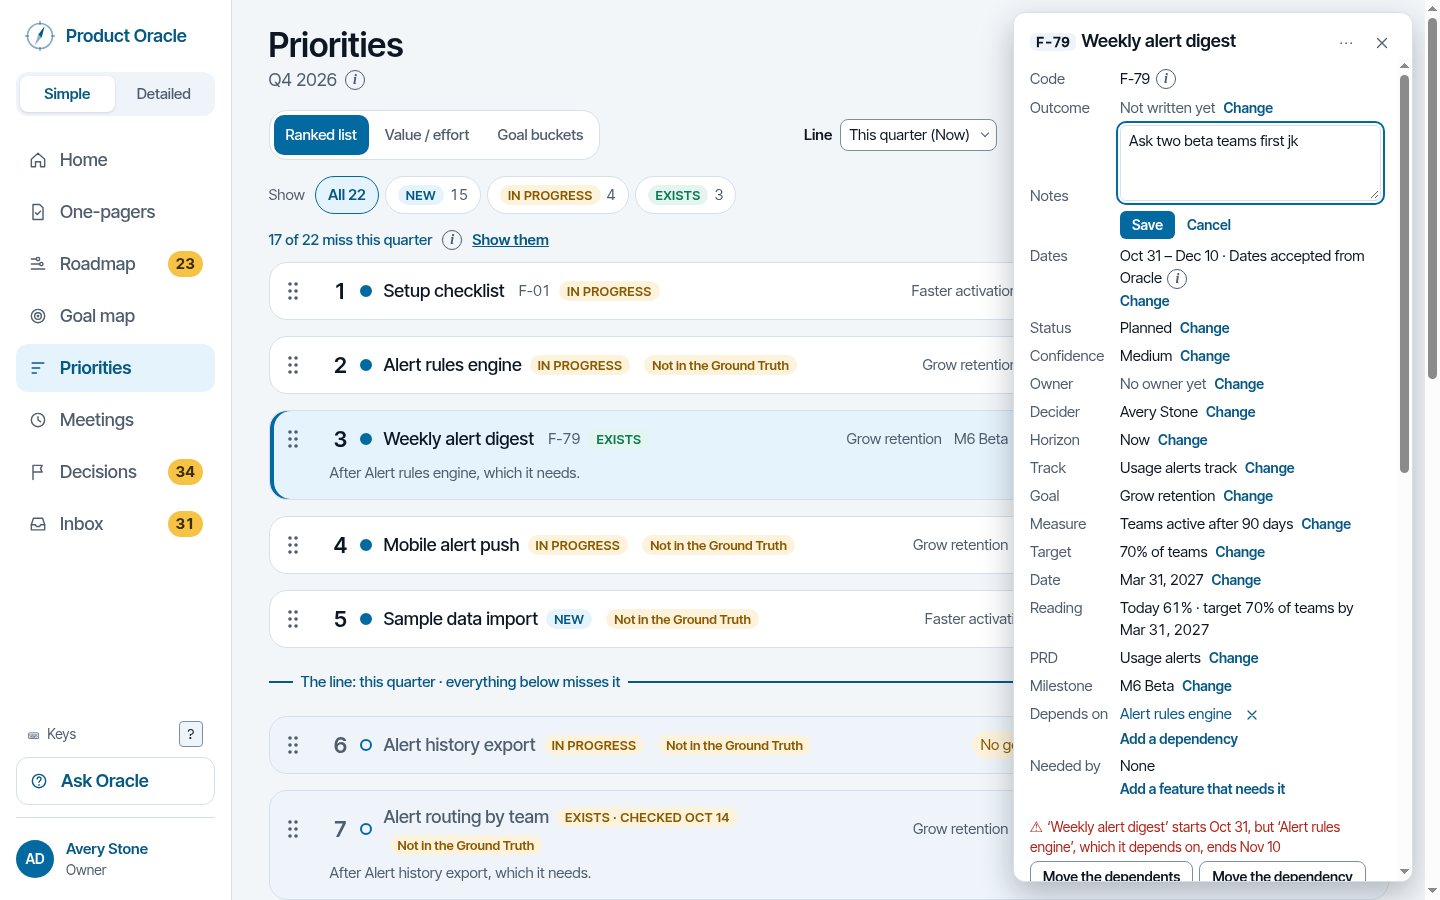 Product Oracle
Simple
Detailed
Home
One-pagers
Roadmap 23
Goal map
Priorities
Meetings
Decisions 34
Inbox 31
Keys ?
Ask Oracle
AD
Avery Stone
Owner
Priorities
Q4 2026 i
Ranked list
Value / effort
Goal buckets
Line
This quarter (Now)
Show
All 22
NEW 15
IN PROGRESS 4
EXISTS 3
17 of 22 miss this quarter i Show them
1 Setup checklist F-01 IN PROGRESS Faster activation
2 Alert rules engine IN PROGRESS Not in the Ground Truth Grow retention
3 Weekly alert digest F-79 EXISTS Grow retention M6 Beta
After Alert rules engine, which it needs.
4 Mobile alert push IN PROGRESS Not in the Ground Truth Grow retention
5 Sample data import NEW Not in the Ground Truth Faster activati
The line: this quarter · everything below misses it
6 Alert history export IN PROGRESS Not in the Ground Truth No g
7 Alert routing by team EXISTS · CHECKED OCT 14 Grow retention
Not in the Ground Truth
After Alert history export, which it needs.
F-79 Weekly alert digest ...
Code F-79 i
Outcome Not written yet Change
Notes
Ask two beta teams first jk
Save Cancel
Dates Oct 31 – Dec 10 · Dates accepted from
Oracle i
Change
Status Planned Change
Confidence Medium Change
Owner No owner yet Change
Decider Avery Stone Change
Horizon Now Change
Track Usage alerts track Change
Goal Grow retention Change
Measure Teams active after 90 days Change
Target 70% of teams Change
Date Mar 31, 2027 Change
Reading Today 61% · target 70% of teams by
Mar 31, 2027
PRD Usage alerts Change
Milestone M6 Beta Change
Depends on Alert rules engine ×
Add a dependency
Needed by None
Add a feature that needs it
⚠ ‘Weekly alert digest’ starts Oct 31, but ‘Alert rules
engine’, which it depends on, ends Nov 10
Move the dependents
Move the dependency